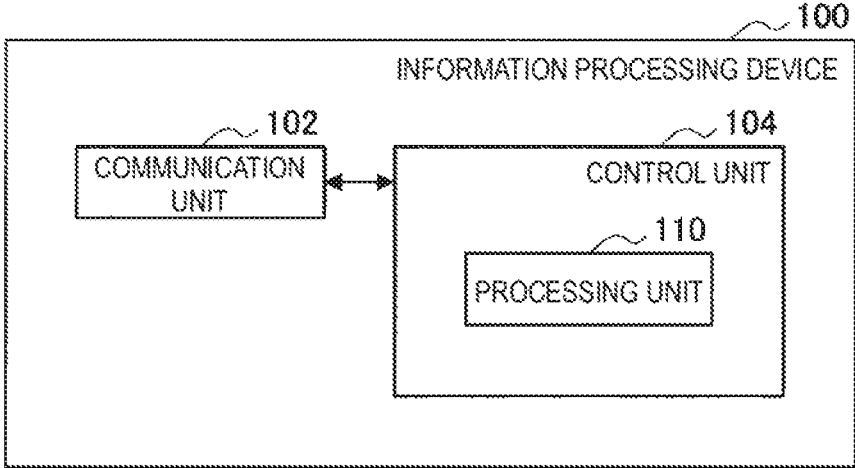 100
INFORMATION PROCESSING DEVICE
102
COMMUNICATION
UNIT
104
CONTROL UNIT
110
PROCESSING UNIT